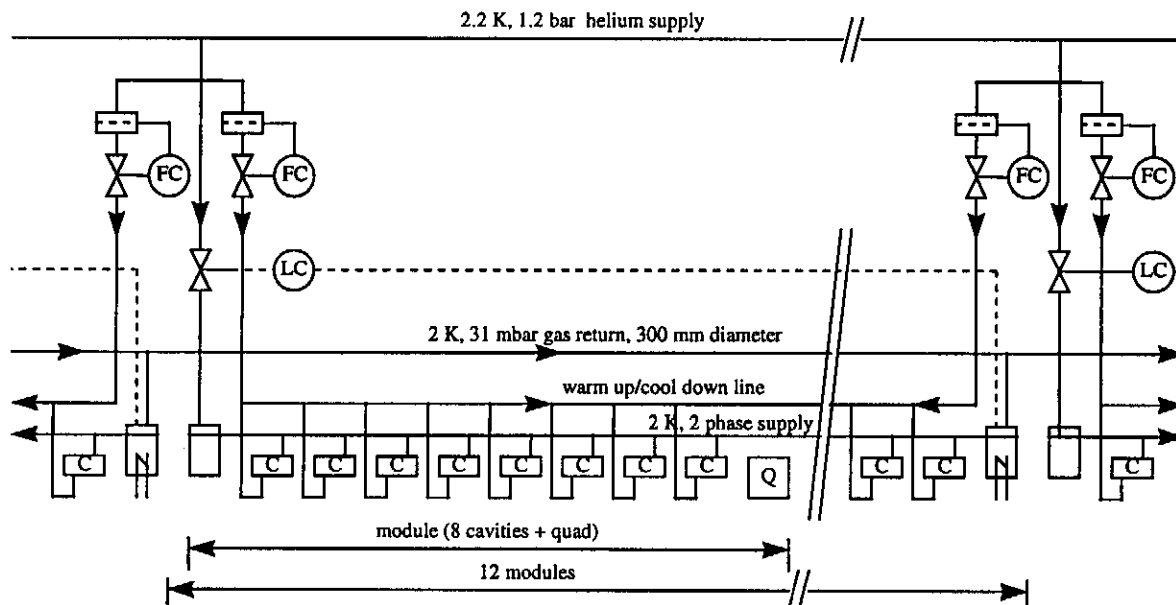 2.2 K, 1.2 bar helium supply
FC FC FC FC
LC LC
2 K, 31 mbar gas return, 300 mm diameter
warm up/cool down line
2 K, 2 phase supply
C N C C C C C C C C Q C C N C
module (8 cavities + quad)
12 modules